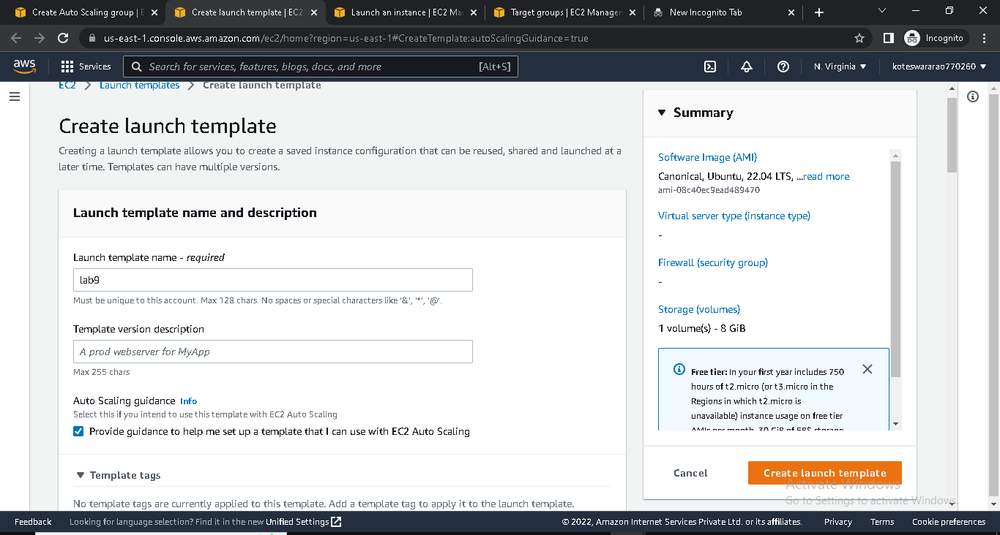 Create Auto Scaling group | E
Create launch template | EC2
Launch an instance | EC2 Man
Target groups | EC2 Managem
New Incognito Tab
us-east-1.console.aws.amazon.com/ec2/home?region=us-east-1#CreateTemplate:autoScalingGuidance=true
Incognito
aws
Services
Search for services, features, blogs, docs, and more
[Alt+S]
N. Virginia
koteswararao770260
EC2 > Launch templates > Create launch template
Create launch template
Creating a launch template allows you to create a saved instance configuration that can be reused, shared and launched at a
later time. Templates can have multiple versions.
Launch template name and description
Launch template name - required
lab9
Must be unique to this account. Max 128 chars. No spaces or special characters like '&', '*', '@'.
Template version description
A prod webserver for MyApp
Max 255 chars
Auto Scaling guidance Info
Select this if you intend to use this template with EC2 Auto Scaling
Provide guidance to help me set up a template that I can use with EC2 Auto Scaling
Template tags
No template tags are currently applied to this template. Add a template tag to apply it to the launch template.
Summary
Software Image (AMI)
Canonical, Ubuntu, 22.04 LTS, ...read more
ami-08c40ec9ead489470
Virtual server type (instance type)
-
Firewall (security group)
-
Storage (volumes)
1 volume(s) - 8 GiB
Free tier: In your first year includes 750
hours of t2.micro (or t3.micro in the
Regions in which t2.micro is
unavailable) instance usage on free tier
AMIs per month, 30 GiB of EBS storage,
Cancel
Create launch template
Activate Windows
Go to Settings to activate Windows.
Feedback
Looking for language selection? Find it in the new Unified Settings
© 2022, Amazon Internet Services Private Ltd. or its affiliates.
Privacy
Terms
Cookie preferences